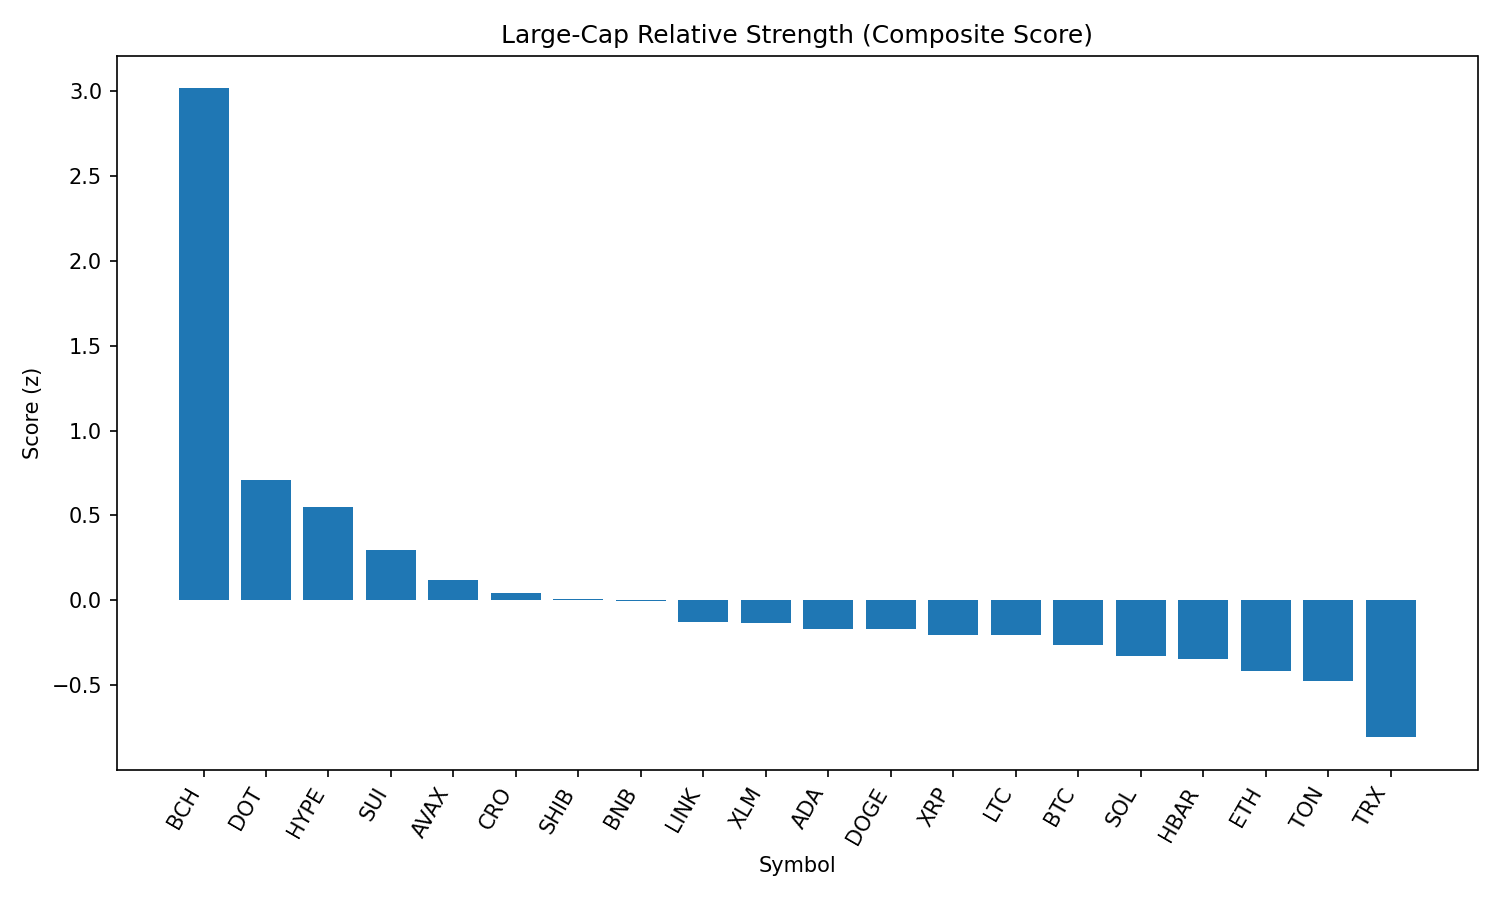 Large-Cap Relative Strength (Composite Score)
Score (z)
3.0
2.5
2.0
1.5
1.0
0.5
0.0
−0.5
BCH
DOT
HYPE
SUI
AVAX
CRO
SHIB
BNB
LINK
XLM
ADA
DOGE
XRP
LTC
BTC
SOL
HBAR
ETH
TON
TRX
Symbol